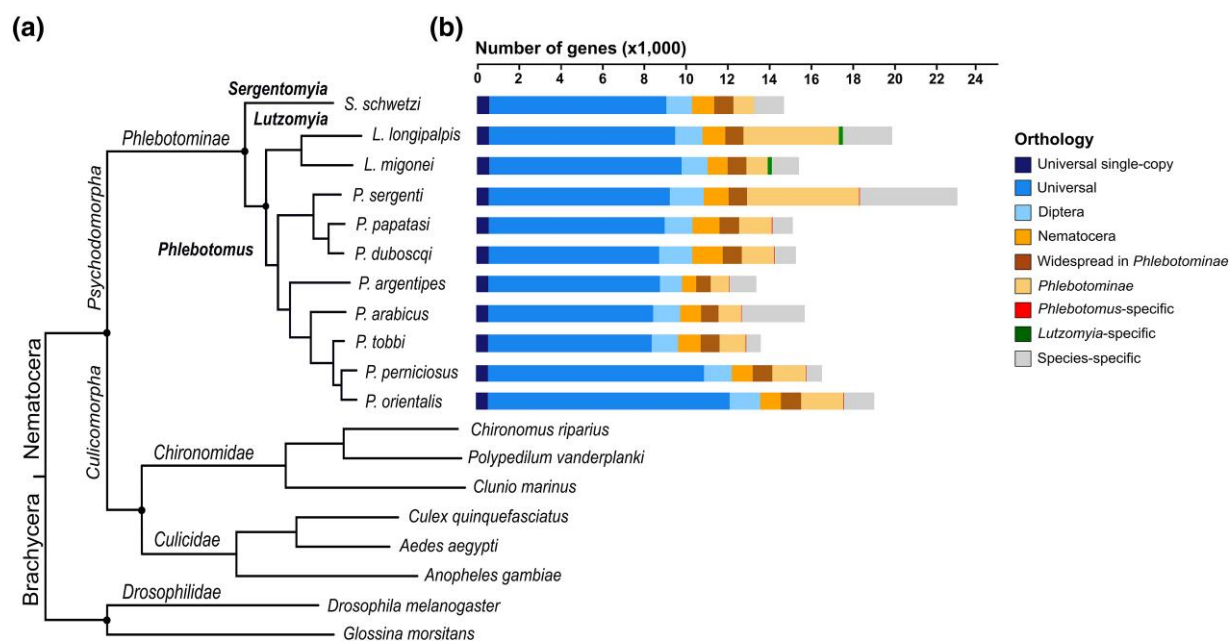 (a)
(b)
Number of genes (x1,000)
0 2 4 6 8 10 12 14 16 18 20 22 24
Sergentomyia
S. schwetzi
Lutzomyia
Phlebotominae
L. longipalpis
L. migonei
P. sergenti
P. papatasi
Phlebotomus
P. duboscqi
P. argentipes
P. arabicus
P. tobbi
P. perniciosus
P. orientalis
Psychodomorpha
Nematocera
Culicomorpha
Brachycera
Chironomidae
Chironomus riparius
Polypedilum vanderplanki
Clunio marinus
Culicidae
Culex quinquefasciatus
Aedes aegypti
Anopheles gambiae
Drosophilidae
Drosophila melanogaster
Glossina morsitans
Orthology
Universal single-copy
Universal
Diptera
Nematocera
Widespread in Phlebotominae
Phlebotominae
Phlebotomus-specific
Lutzomyia-specific
Species-specific